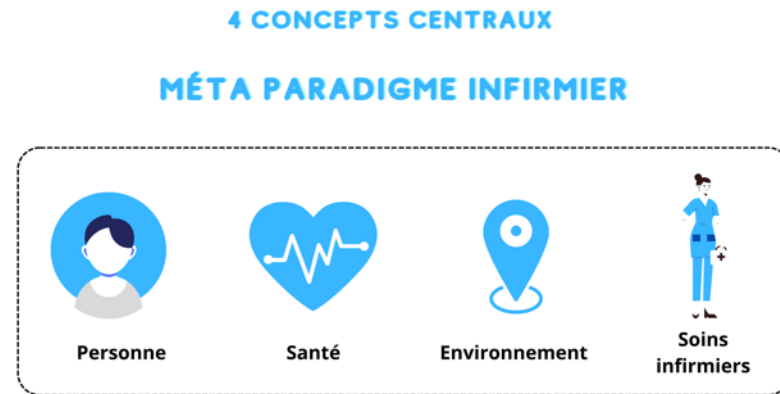 4 CONCEPTS CENTRAUX
MÉTA PARADIGME INFIRMIER
Personne
Santé
Environnement
Soins
infirmiers